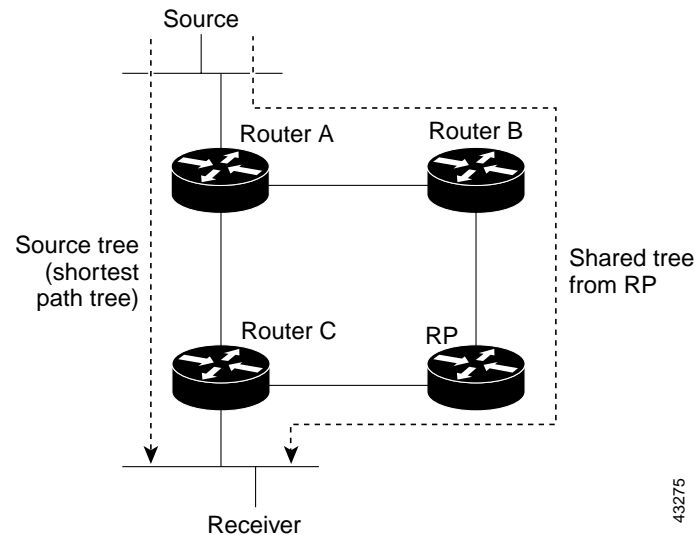 Source
Router A
Router B
Source tree
(shortest
path tree)
Shared tree
from RP
Router C
RP
Receiver
43275